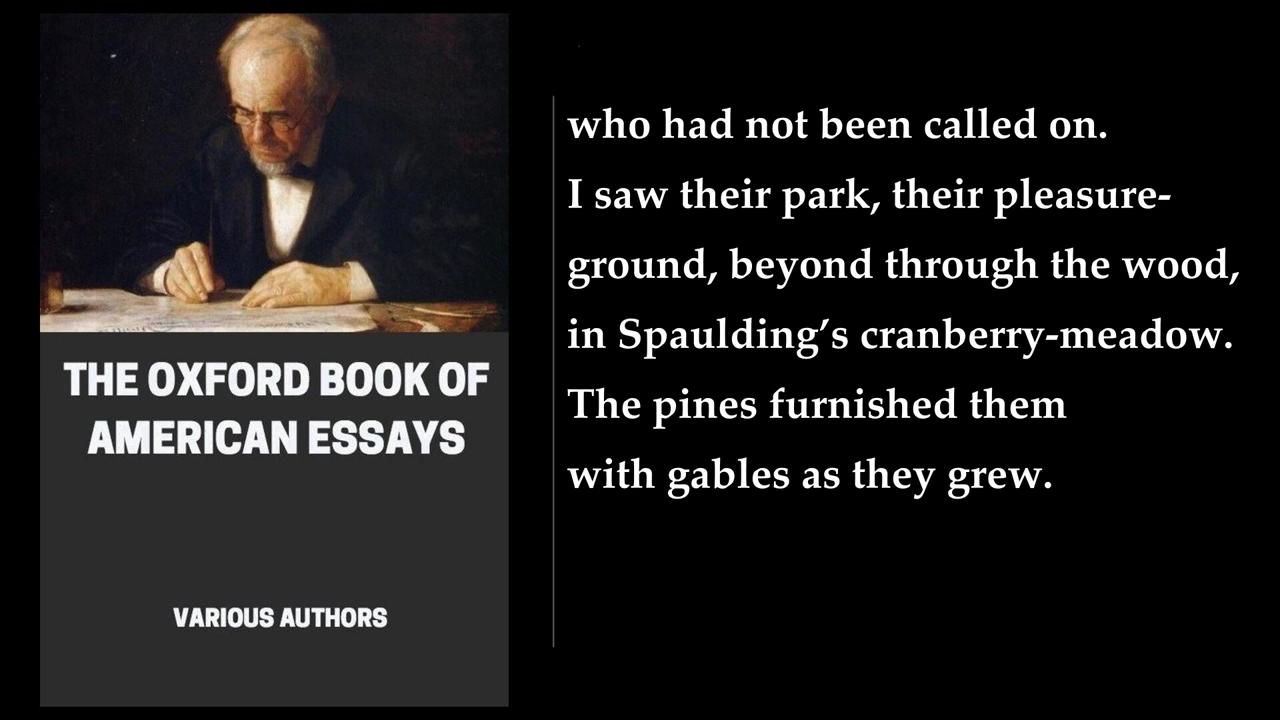 THE OXFORD BOOK OF
AMERICAN ESSAYS
VARIOUS AUTHORS
who had not been called on.
I saw their park, their pleasure-
ground, beyond through the wood,
in Spaulding’s cranberry-meadow.
The pines furnished them
with gables as they grew.